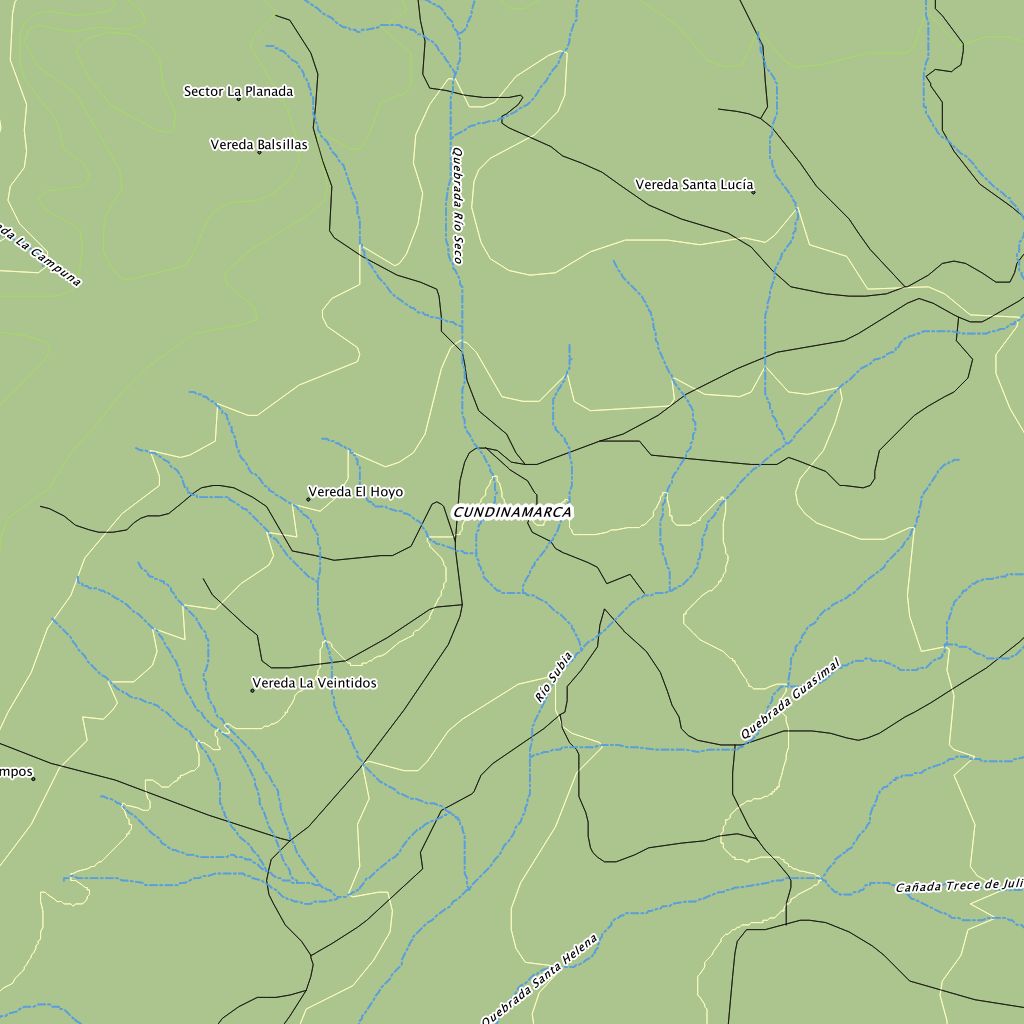 Sector La Planada
Vereda Balsillas
Quebrada Río Seco
Vereda Santa Lucía
La Campuna
Vereda El Hoyo
CUNDINAMARCA
Vereda La Veintidos
Río Subia
Quebrada Guasimal
mpos
Cañada Trece de Juli
Quebrada Santa Helena